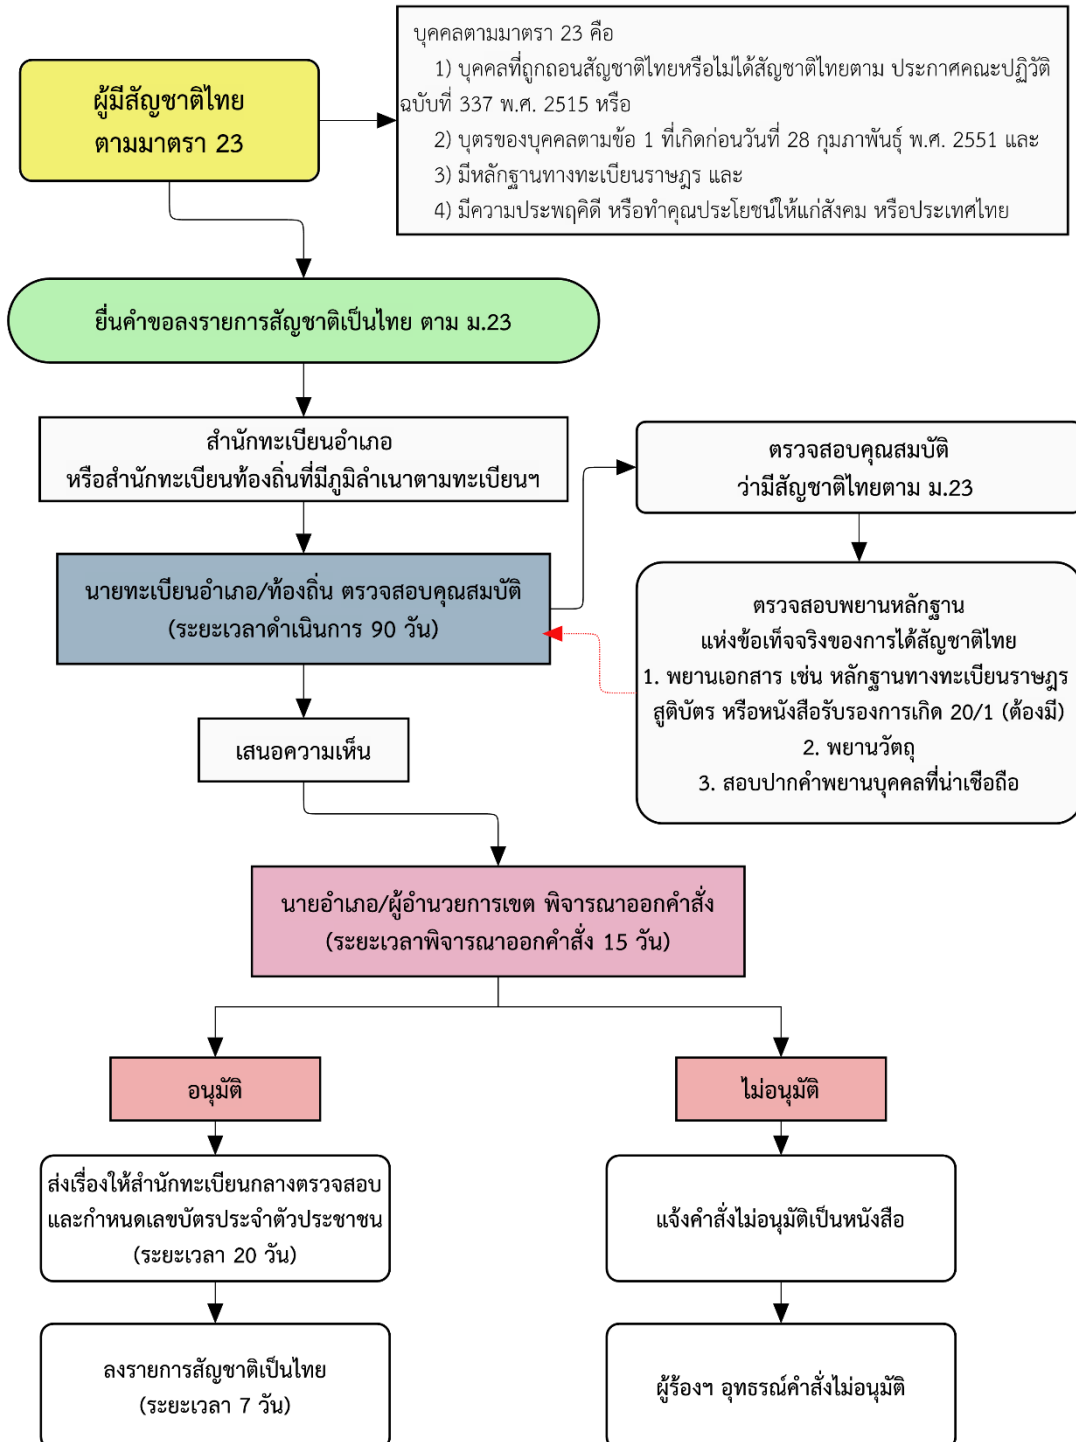 ผู้มีสัญชาติไทย
ตามมาตรา 23
บุคคลตามมาตรา 23 คือ
1) บุคคลที่ถูกถอนสัญชาติไทยหรือไม่ได้สัญชาติไทยตาม ประกาศคณะปฏิวัติ
ฉบับที่ 337 พ.ศ. 2515 หรือ
2) บุตรของบุคคลตามข้อ 1 ที่เกิดก่อนวันที่ 28 กุมภาพันธุ์ พ.ศ. 2551 และ
3) มีหลักฐานทางทะเบียนราษฎร และ
4) มีความประพฤคิดี หรือทำคุณประโยชน์ให้แก่สังคม หรือประเทศไทย
ยื่นคำขอลงรายการสัญชาติเป็นไทย ตาม ม.23
สำนักทะเบียนอำเภอ
หรือสำนักทะเบียนท้องถิ่นที่มีภูมิลำเนาตามทะเบียนฯ
นายทะเบียนอำเภอ/ท้องถิ่น ตรวจสอบคุณสมบัติ
(ระยะเวลาดำเนินการ 90 วัน)
ตรวจสอบคุณสมบัติ
ว่ามีสัญชาติไทยตาม ม.23
ตรวจสอบพยานหลักฐาน
แห่งข้อเท็จจริงของการได้สัญชาติไทย
1. พยานเอกสาร เช่น หลักฐานทางทะเบียนราษฎร
สูติบัตร หรือหนังสือรับรองการเกิด 20/1 (ต้องมี)
2. พยานวัตถุ
3. สอบปากคำพยานบุคคลที่น่าเชือถือ
เสนอความเห็น
นายอำเภอ/ผู้อำนวยการเขต พิจารณาออกคำสั่ง
(ระยะเวลาพิจารณาออกคำสั่ง 15 วัน)
อนุมัติ
ไม่อนุมัติ
ส่งเรื่องให้สำนักทะเบียนกลางตรวจสอบ
และกำหนดเลขบัตรประจำตัวประชาชน
(ระยะเวลา 20 วัน)
แจ้งคำสั่งไม่อนุมัติเป็นหนังสือ
ลงรายการสัญชาติเป็นไทย
(ระยะเวลา 7 วัน)
ผู้ร้องฯ อุทธรณ์คำสั่งไม่อนุมัติ